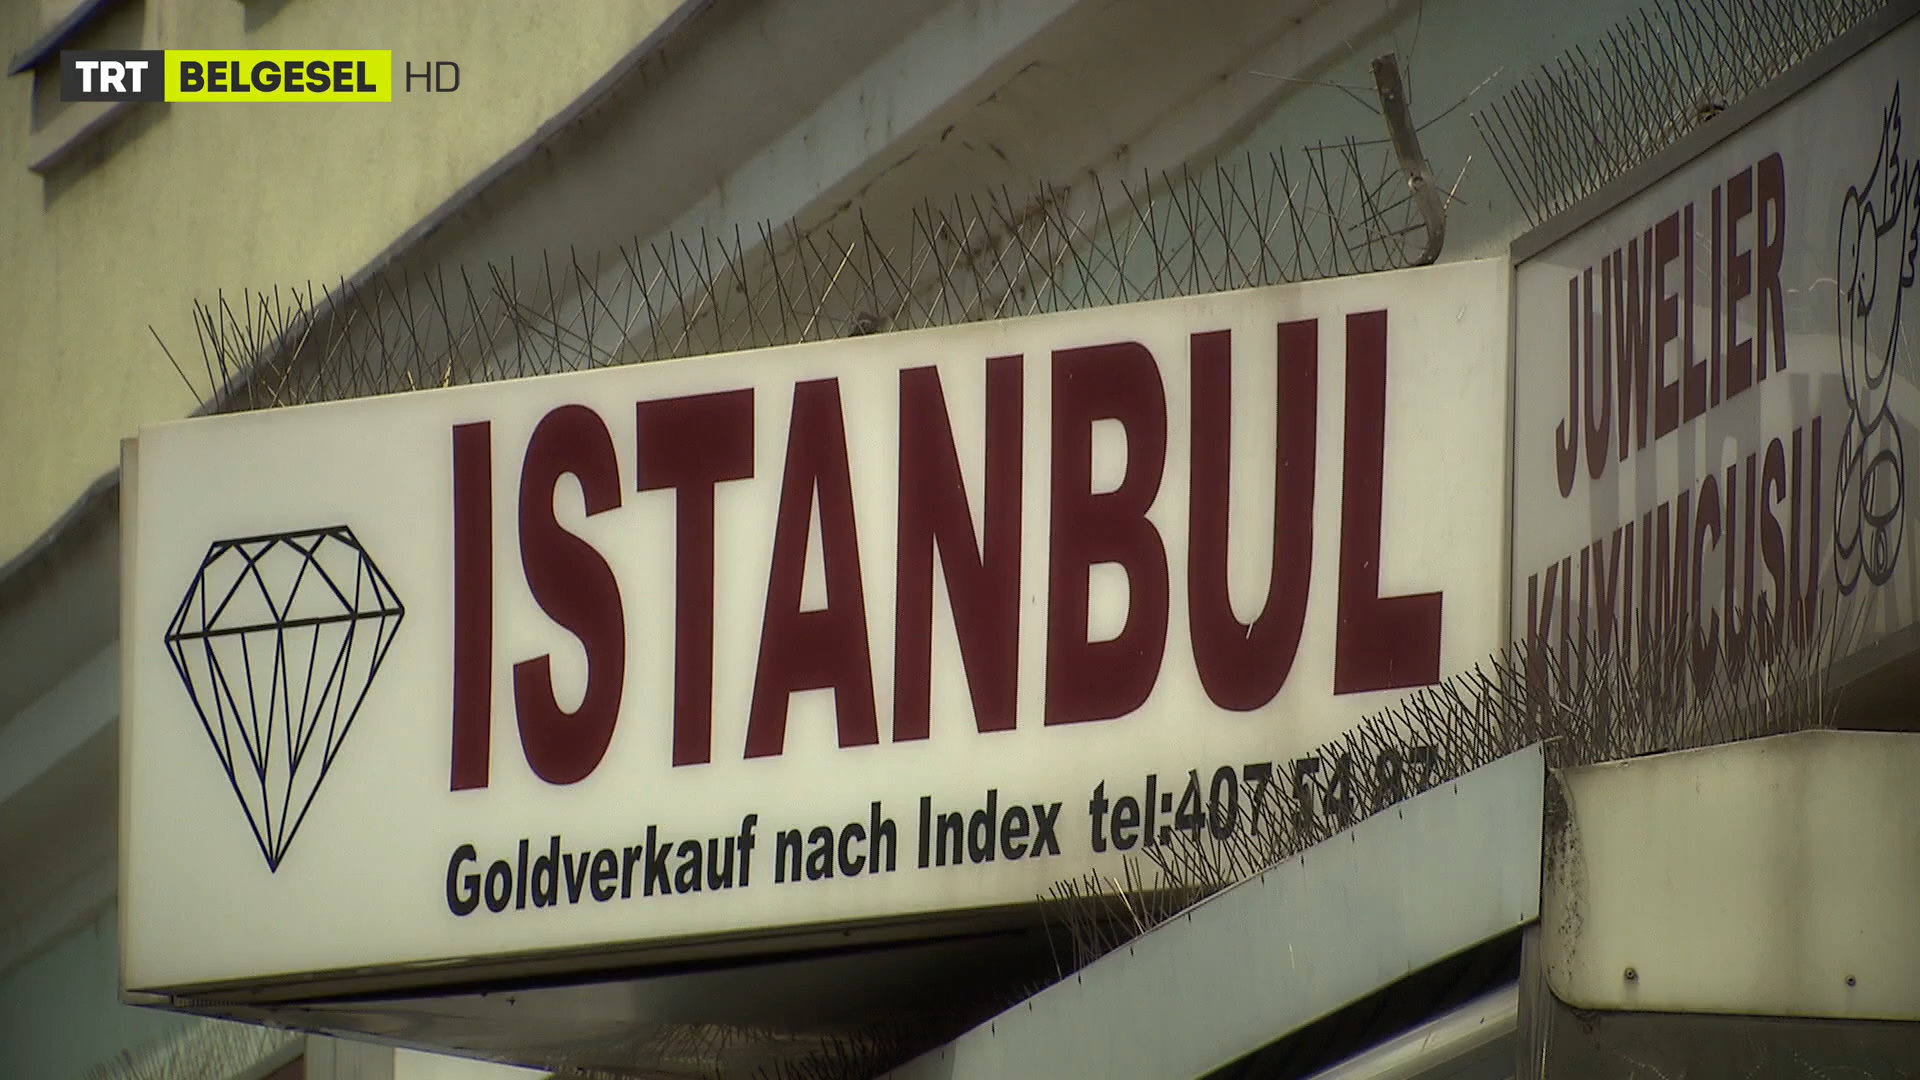 TRT BELGESEL HD
ISTANBUL
Goldverkauf nach Index tel:407 54 87
JUWELIER
KUYUMCUSU